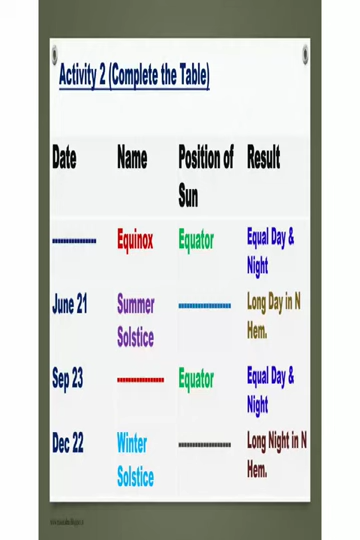 Activity 2 (Complete the Table)
Date Name Position of Sun Result
------------- Equinox Equator Equal Day & Night
June 21 Summer Solstice --------------- Long Day in N Hem.
Sep 23 ------------- Equator Equal Day & Night
Dec 22 Winter Solstice --------------- Long Night in N Hem.